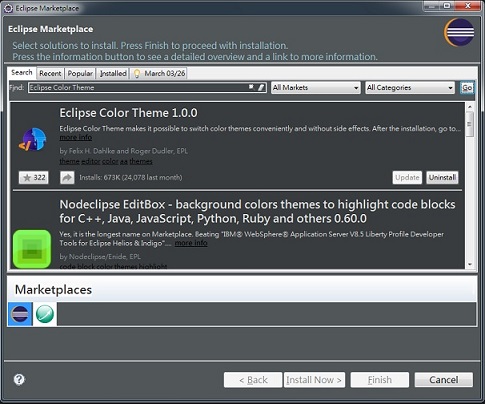 Eclipse Marketplace
Eclipse Marketplace
Select solutions to install. Press Finish to proceed with installation.
Press the information button to see a detailed overview and a link to more information.
Search Recent Popular Installed March 03/26
Find: Eclipse Color Theme All Markets All Categories Go
Eclipse Color Theme 1.0.0
Eclipse Color Theme makes it possible to switch color themes conveniently and without side effects. After the installation, go to...
more info
by Felix H. Dahlke and Roger Dudler, EPL
theme editor color aa themes
322 Installs: 673K (24,078 last month) Update Uninstall
Nodeclipse EditBox - background colors themes to highlight code blocks
for C++, Java, JavaScript, Python, Ruby and others 0.60.0
Yes, it is the longest name on Marketplace. Beating "IBM® WebSphere® Application Server V8.5 Liberty Profile Developer
Tools for Eclipse Helios & Indigo".... more info
by Nodeclipse/Enide, EPL
code block color themes highlight
Marketplaces
? < Back Install Now > Finish Cancel